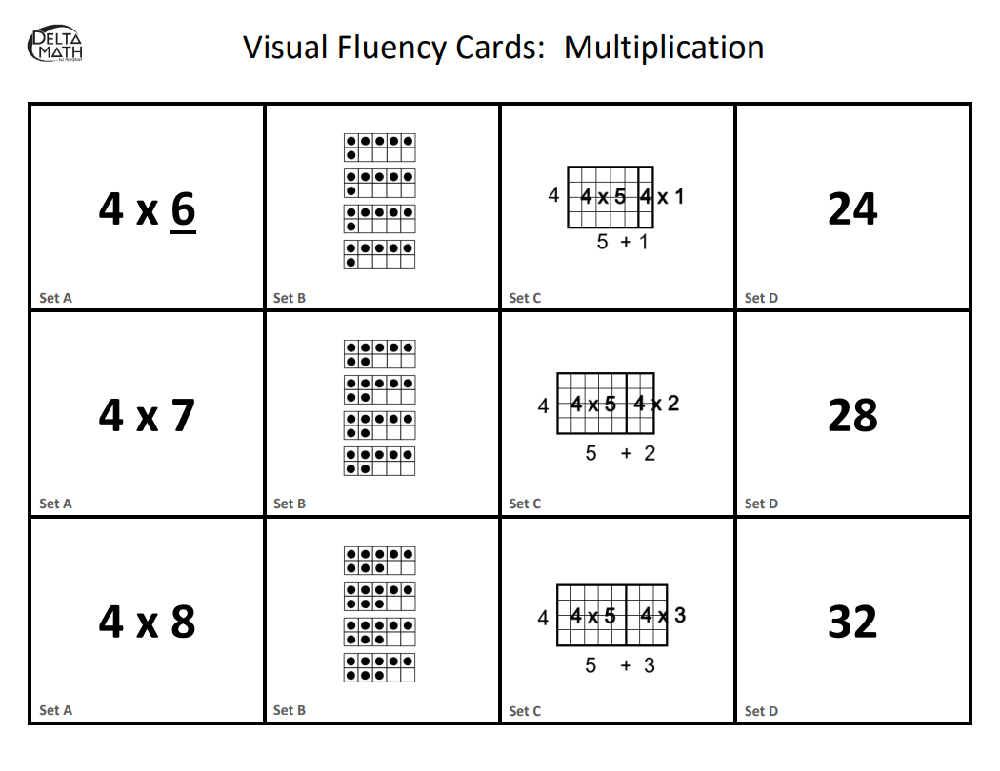 DELTA
MATH
Visual Fluency Cards:  Multiplication
4 x 6
Set A
Set B
4
4 x 5
4 x 1
5 + 1
Set C
24
Set D
4 x 7
Set A
Set B
4
4 x 5
4 x 2
5 + 2
Set C
28
Set D
4 x 8
Set A
Set B
4
4 x 5
4 x 3
5 + 3
Set C
32
Set D